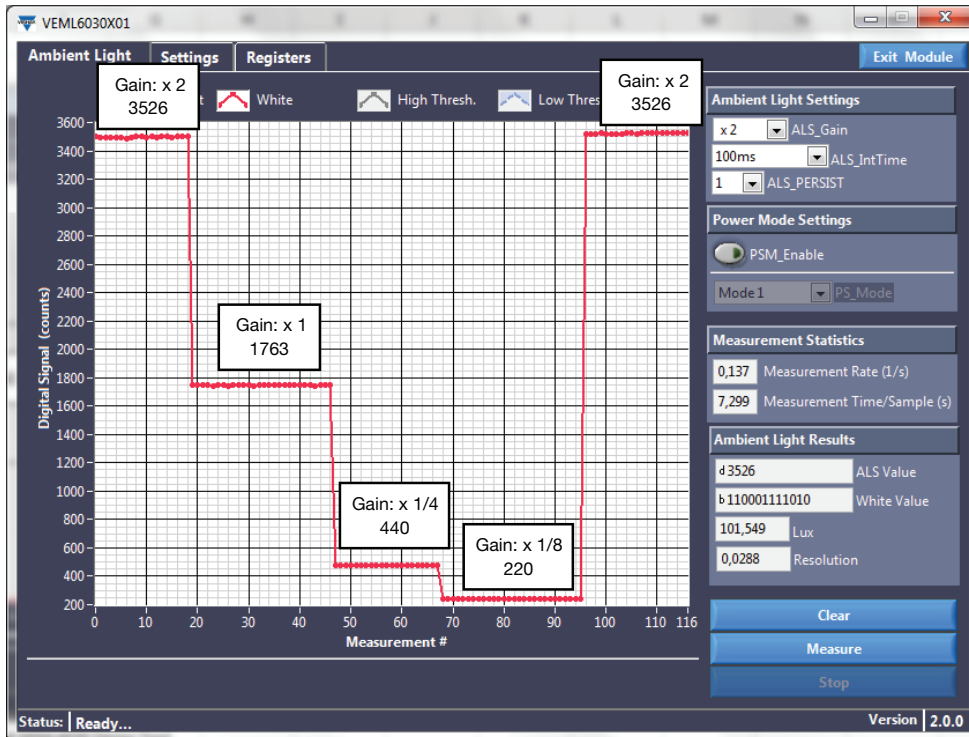 VEML6030X01
Ambient Light Settings Registers
Exit Module
Gain: x 2
3526
White
High Thresh.
Low Thres
Gain: x 2
3526
3600
3400
3200
3000
2800
2600
2400
2200
2000
1800
1600
1400
1200
1000
800
600
400
200
Digital Signal (counts)
Gain: x 1
1763
Gain: x 1/4
440
Gain: x 1/8
220
0 10 20 30 40 50 60 70 80 90 100 110 116
Measurement #
Ambient Light Settings
x 2 ALS_Gain
100ms ALS_IntTime
1 ALS_PERSIST
Power Mode Settings
PSM_Enable
Mode 1 PS_Mode
Measurement Statistics
0,137 Measurement Rate (1/s)
7,299 Measurement Time/Sample (s)
Ambient Light Results
d 3526 ALS Value
b 110001111010 White Value
101,549 Lux
0,0288 Resolution
Clear
Measure
Stop
Status: Ready...
Version 2.0.0